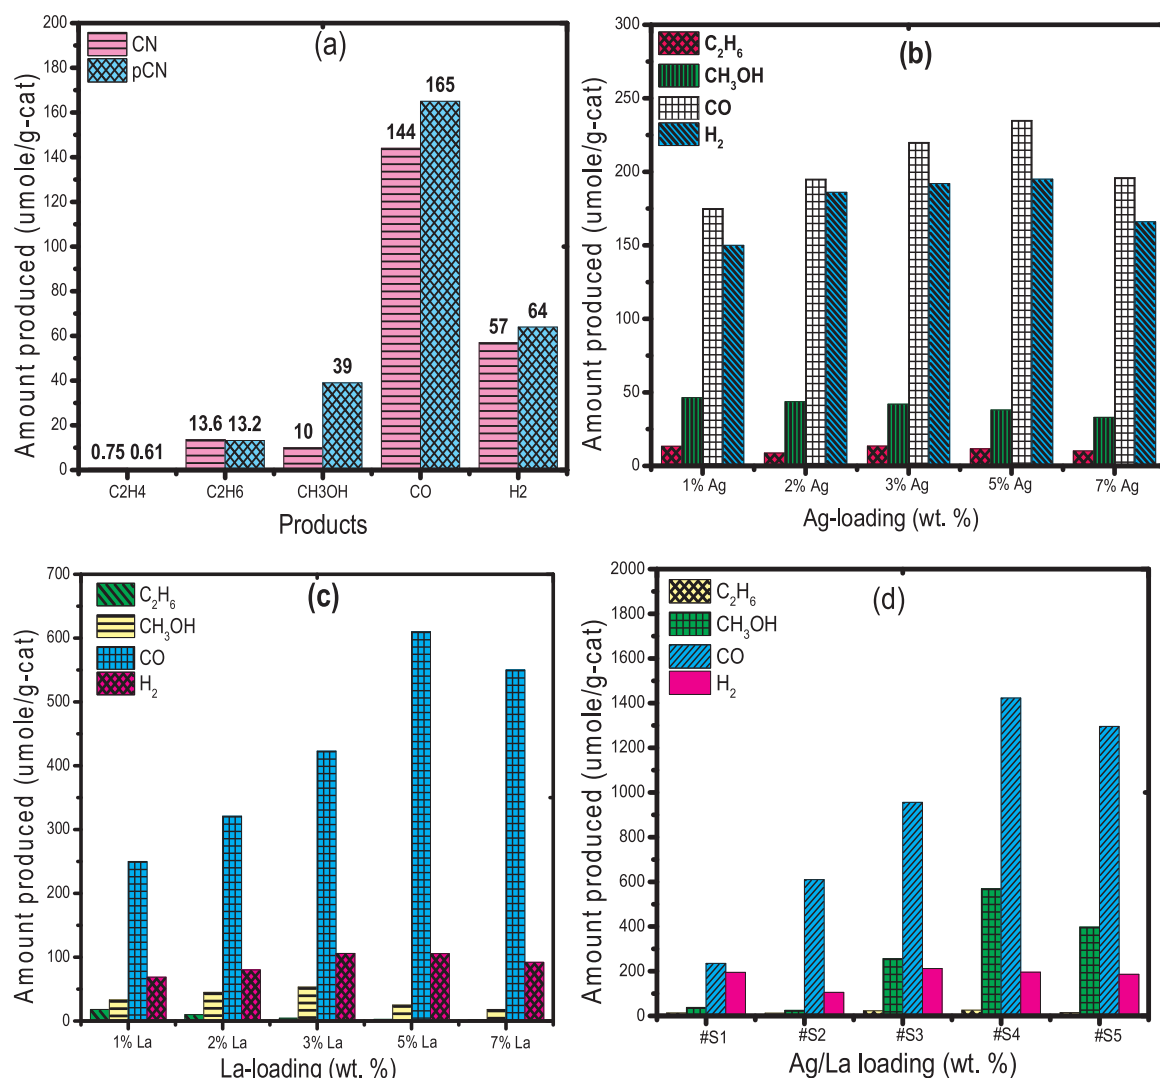 (a)
CN
pCN
200
180
160
140
120
100
80
60
40
20
0
Amount produced (umole/g-cat)
0.75 0.61
13.6 13.2
10
39
144
165
57
64
C2H4 C2H6 CH3OH CO H2
Products
(b)
C₂H₆
CH₃OH
CO
H₂
300
250
200
150
100
50
0
Amount produced (umole/g-cat)
1% Ag 2% Ag 3% Ag 5% Ag 7% Ag
Ag-loading (wt. %)
(c)
C₂H₆
CH₃OH
CO
H₂
700
600
500
400
300
200
100
0
Amount produced (umole/g-cat)
1% La 2% La 3% La 5% La 7% La
La-loading (wt. %)
(d)
C₂H₆
CH₃OH
CO
H₂
2000
1800
1600
1400
1200
1000
800
600
400
200
0
Amount produced (umole/g-cat)
#S1 #S2 #S3 #S4 #S5
Ag/La loading (wt. %)